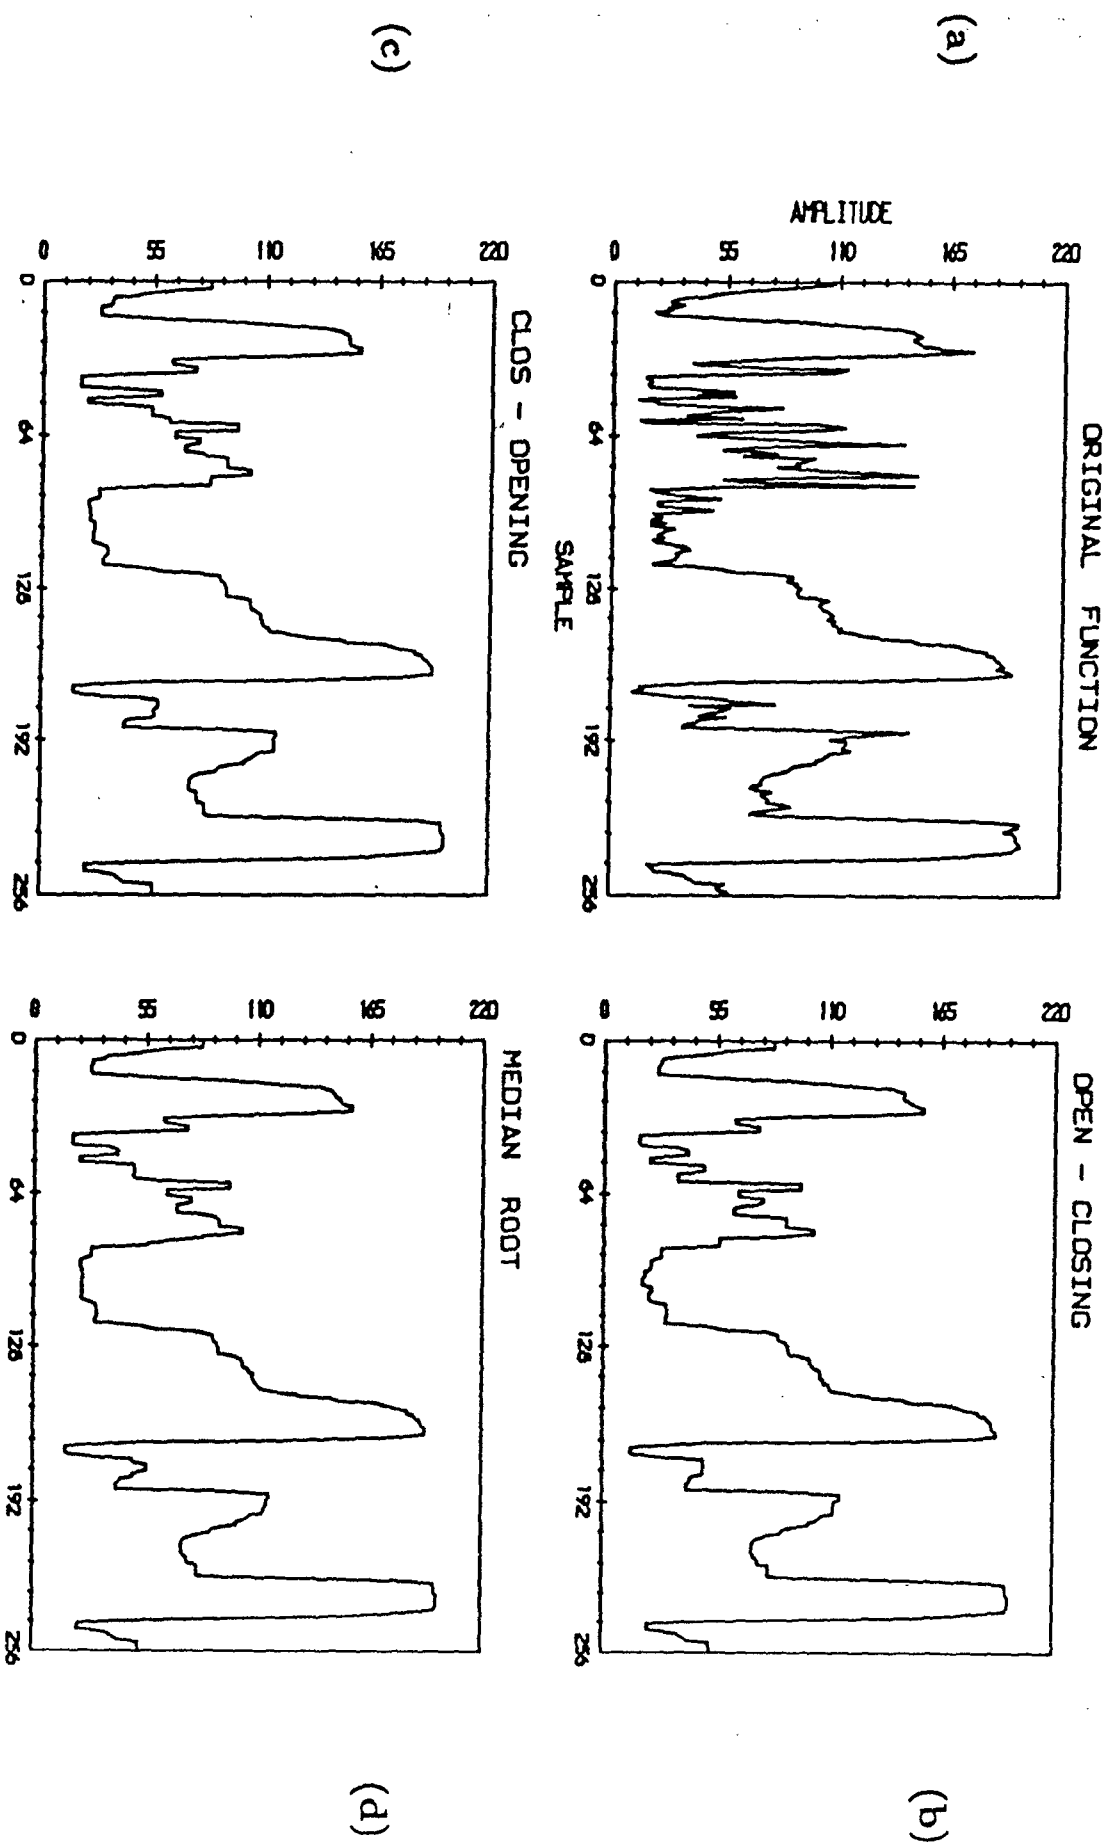 (a)
ORIGINAL FUNCTION
AMPLITUDE
220
165
110
55
0
0 64 128 192 256
SAMPLE
(b)
OPEN - CLOSING
220
165
110
55
0
0 64 128 192 256
(c)
CLOS - OPENING
220
165
110
55
0
0 64 128 192 256
(d)
MEDIAN ROOT
220
165
110
55
0
0 64 128 192 256